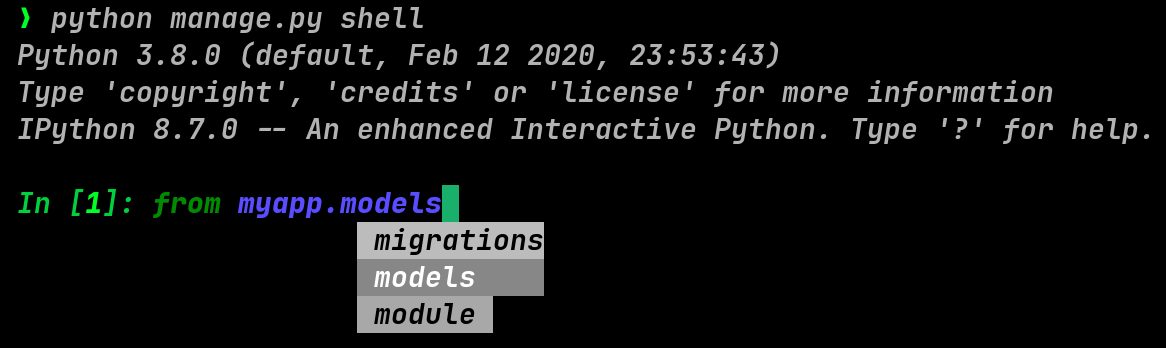 ❯ python manage.py shell
Python 3.8.0 (default, Feb 12 2020, 23:53:43)
Type 'copyright', 'credits' or 'license' for more information
IPython 8.7.0 -- An enhanced Interactive Python. Type '?' for help.
In [1]: from myapp.models
migrations
models
module